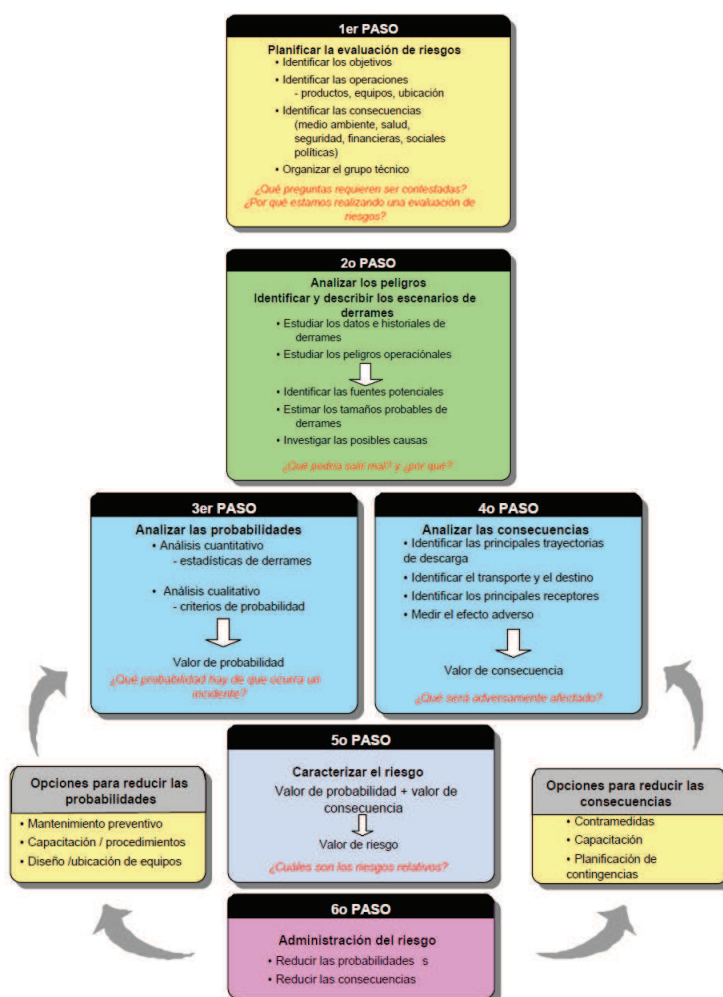 1er PASO
Planificar la evaluación de riesgos
• Identificar los objetivos
• Identificar las operaciones
- productos, equipos, ubicación
• Identificar las consecuencias
(medio ambiente, salud,
seguridad, financieras, sociales
políticas)
• Organizar el grupo técnico
¿Qué preguntas requieren ser contestadas?
¿Por qué estamos realizando una evaluación de
riesgos?
2o PASO
Analizar los peligros
Identificar y describir los escenarios de
derrames
• Estudiar los datos e historiales de
derrames
• Estudiar los peligros operaciónales
• Identificar las fuentes potenciales
• Estimar los tamaños probables de
derrames
• Investigar las posibles causas
¿Qué podría salir mal? y ¿por qué?
3er PASO
Analizar las probabilidades
• Análisis cuantitativo
- estadísticas de derrames
• Análisis cualitativo
- criterios de probabilidad
Valor de probabilidad
¿Qué probabilidad hay de que ocurra un
incidente?
4o PASO
Analizar las consecuencias
• Identificar las principales trayectorias
de descarga
• Identificar el transporte y el destino
• Identificar los principales receptores
• Medir el efecto adverso
Valor de consecuencia
¿Qué será adversamente afectado?
5o PASO
Caracterizar el riesgo
Valor de probabilidad + valor de
consecuencia
Valor de riesgo
¿Cuáles son los riesgos relativos?
Opciones para reducir las
probabilidades
• Mantenimiento preventivo
• Capacitación / procedimientos
• Diseño /ubicación de equipos
Opciones para reducir las
consecuencias
• Contramedidas
• Capacitación
• Planificación de
contingencias
6o PASO
Administración del riesgo
• Reducir las probabilidades s
• Reducir las consecuencias